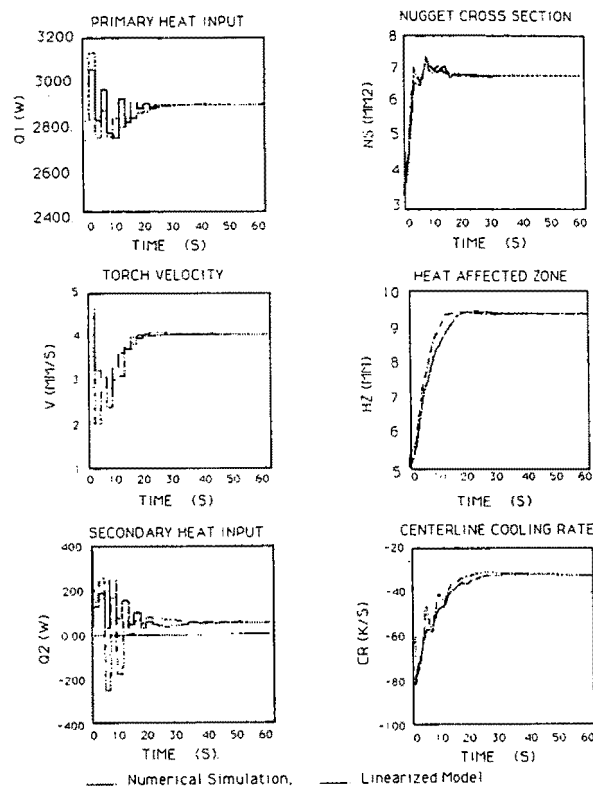 PRIMARY HEAT INPUT
3200
3000
2800
2600
2400
Q1 (W)
0 10 20 30 40 50 60
TIME (S)
NUGGET CROSS SECTION
8
7
6
5
4
3
NS (MM2)
0 10 20 30 40 50 60
TIME (S)
TORCH VELOCITY
5
4
3
2
1
V (MM/S)
0 10 20 30 40 50 60
TIME (S)
HEAT AFFECTED ZONE
10
9
8
7
6
5
HZ (MM)
0 10 20 30 40 50 60
TIME (S)
SECONDARY HEAT INPUT
400
200
0.00
-200
-400
Q2 (W)
0 10 20 30 40 50 60
TIME (S).
CENTERLINE COOLING RATE
-20
-40
-60
-80
-100
CR (K/S)
0 10 20 30 40 50 60
TIME (S)
Numerical Simulation, Linearized Model